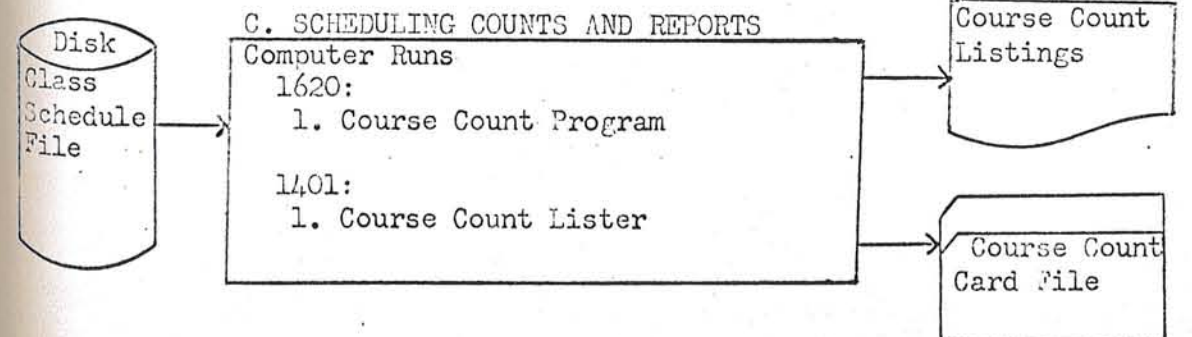 C. SCHEDULING COUNTS AND REPORTS
Disk
Class
Schedule
File
Computer Runs
1620:
1. Course Count Program
1401:
1. Course Count Lister
Course Count
Listings
Course Count
Card File